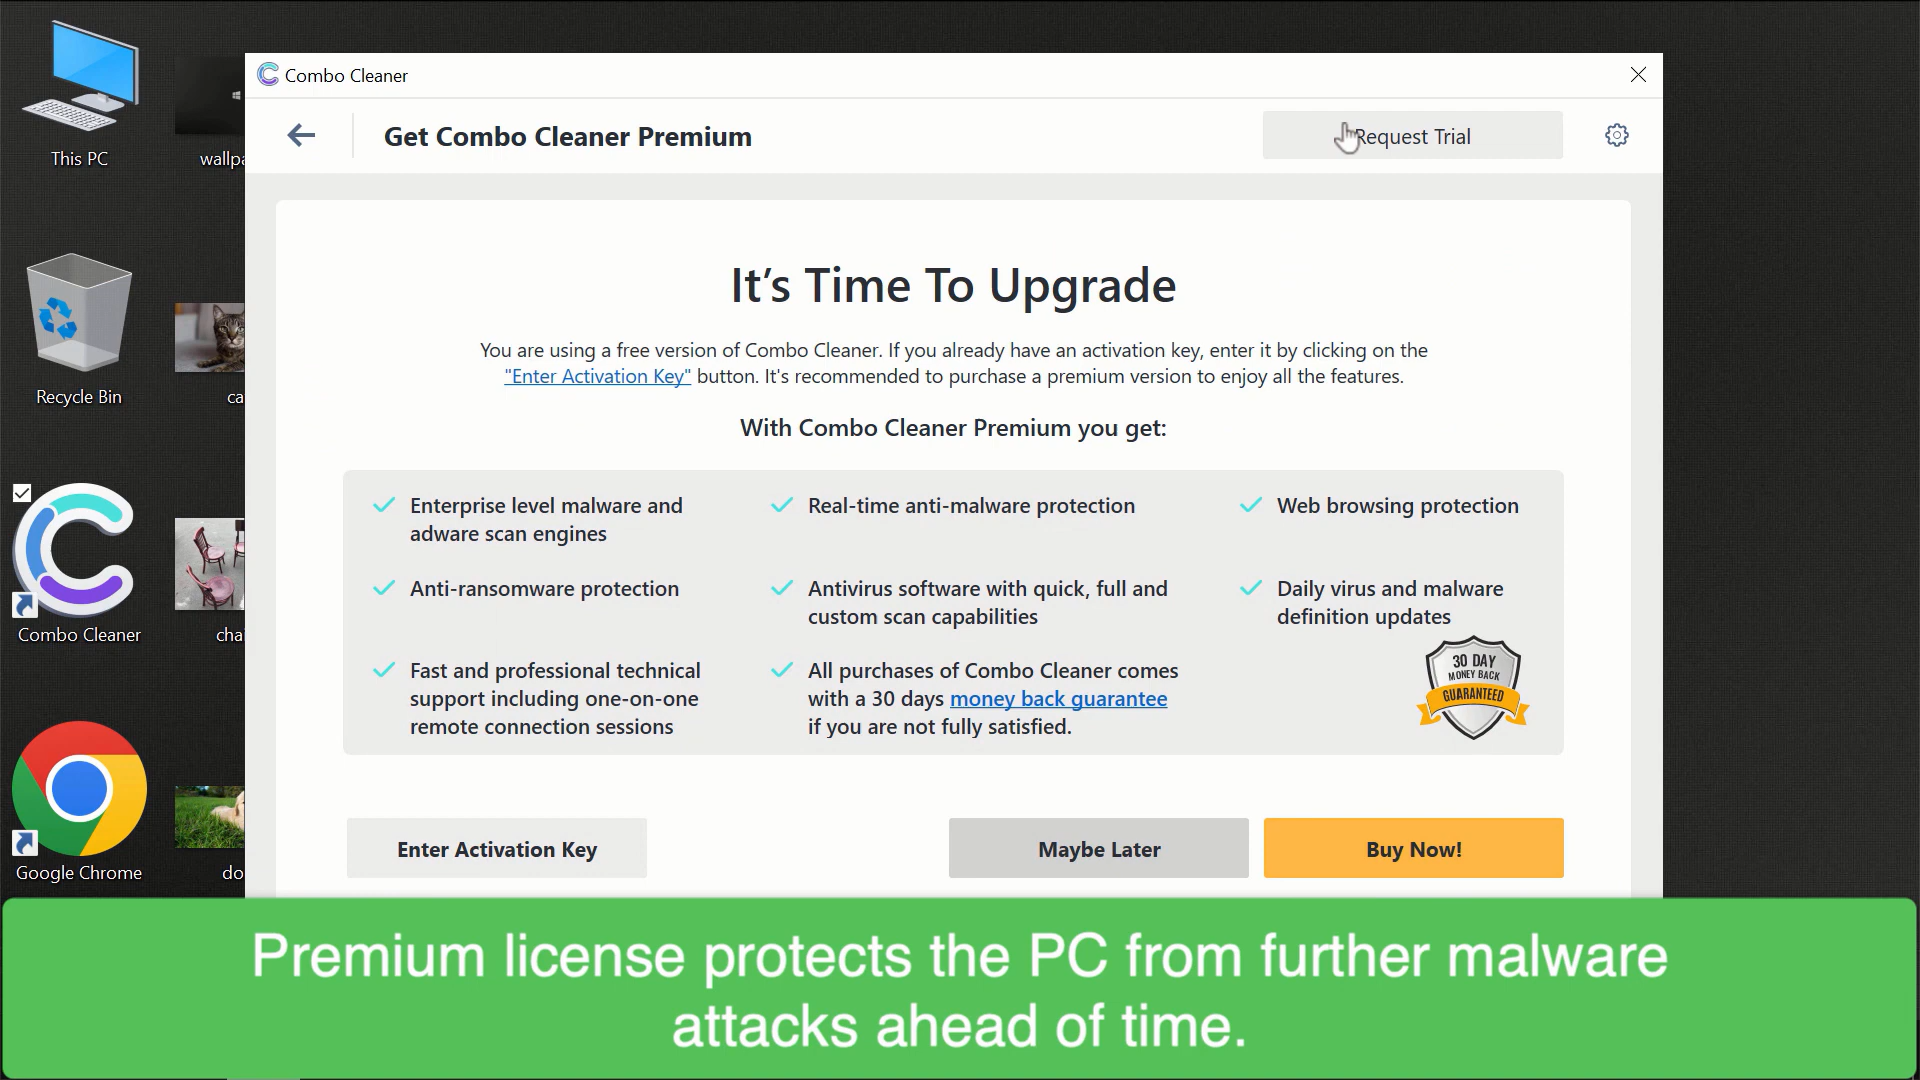 Combo Cleaner
Get Combo Cleaner Premium
Request Trial
This PC
wallpa
Recycle Bin
ca
Combo Cleaner
chai
Google Chrome
do
It’s Time To Upgrade
You are using a free version of Combo Cleaner. If you already have an activation key, enter it by clicking on the
"Enter Activation Key" button. It's recommended to purchase a premium version to enjoy all the features.
With Combo Cleaner Premium you get:
Enterprise level malware and
adware scan engines
Real-time anti-malware protection
Web browsing protection
Anti-ransomware protection
Antivirus software with quick, full and
custom scan capabilities
Daily virus and malware
definition updates
Fast and professional technical
support including one-on-one
remote connection sessions
All purchases of Combo Cleaner comes
with a 30 days money back guarantee
if you are not fully satisfied.
30 DAY
MONEY BACK
GUARANTEED
Enter Activation Key
Maybe Later
Buy Now!
Premium license protects the PC from further malware
attacks ahead of time.